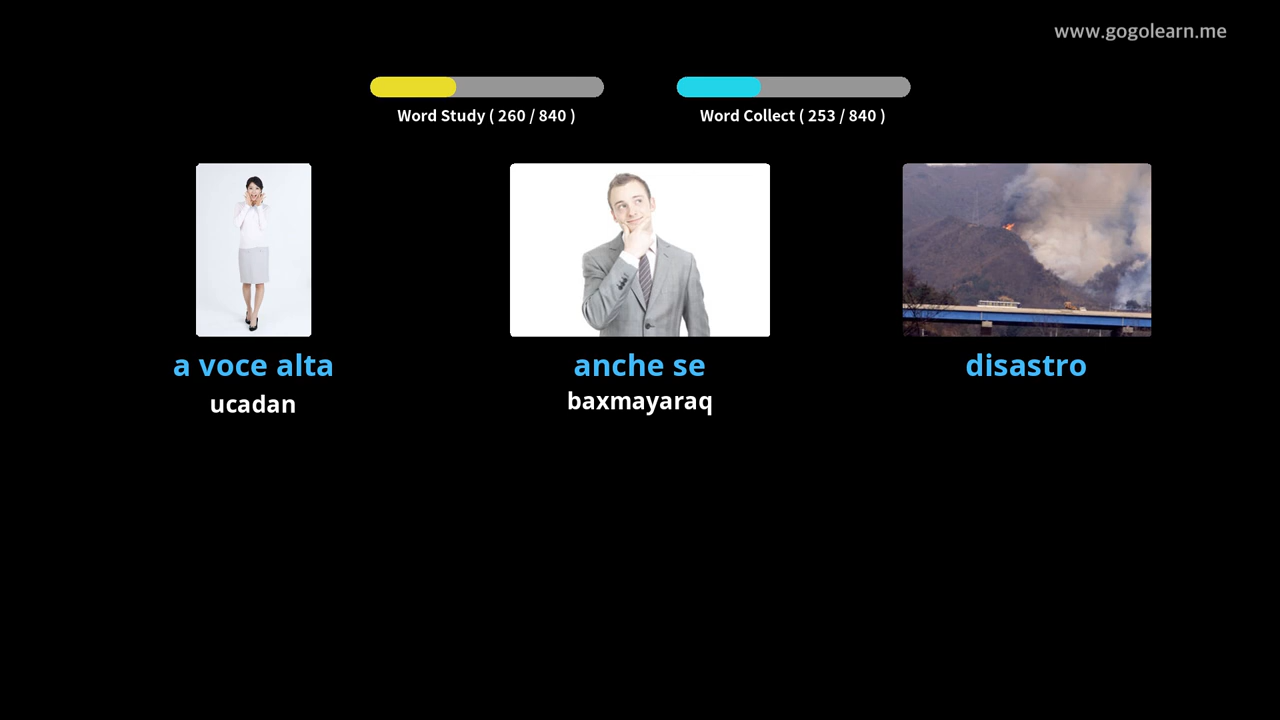 www.gogolearn.me
Word Study ( 260 / 840 )
Word Collect ( 253 / 840 )
a voce alta
ucadan
anche se
baxmayaraq
disastro